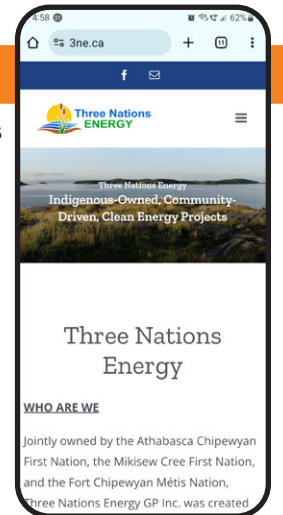 4:58
62%
3ne.ca
11
f
Three Nations
ENERGY
Three Nations Energy
Indigenous-Owned, Community-
Driven, Clean Energy Projects
Three Nations
Energy
WHO ARE WE
Jointly owned by the Athabasca Chipewyan
First Nation, the Mikisew Cree First Nation,
and the Fort Chipewyan Métis Nation,
Three Nations Energy GP Inc. was created